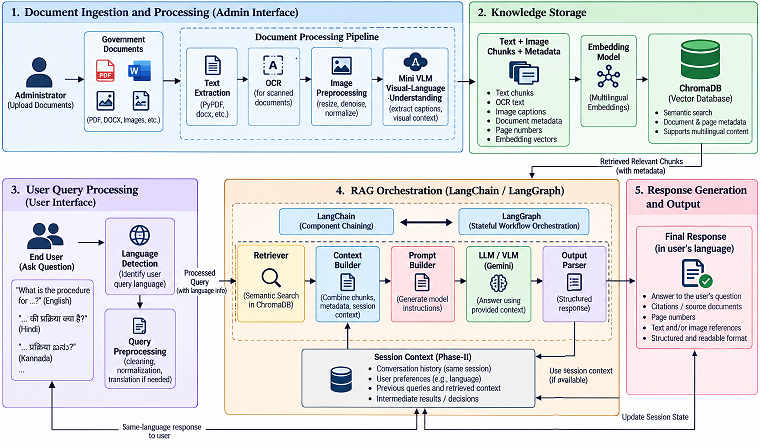 1. Document Ingestion and Processing (Admin Interface)
Administrator
(Upload Documents)
Government
Documents
PDF
W
(PDF, DOCX, images, etc.)
Document Processing Pipeline
Text
Extraction
(PyPDF,
docx, etc.)
A
OCR
(for scanned
documents)
Image
Preprocessing
(resize, denoise,
normalize)
Mini VLM
Visual-Language
Understanding
(extract captions,
visual context)
2. Knowledge Storage
Text + Image
Chunks + Metadata
• Text chunks
• OCR text
• Image captions
• Document metadata
• Page numbers
• Embedding vectors
Embedding
Model
(Multilingual
Embeddings)
ChromaDB
(Vector Database)
• Semantic search
• Document & page metadata
• Supports multilingual content
Retrieved Relevant Chunks
(with metadata)
3. User Query Processing
(User Interface)
End User
(Ask Question)
"What is the procedure
for ...?" (English)
"... की प्रक्रिया क्या है?"
(Hindi)
"... ಪ್ರಕ್ರಿಯೆ ಏನು?"
(Kannada)
...
Language
Detection
(Identify user
query language)
Query
Preprocessing
(cleaning,
normalization,
translation if needed)
Processed
Query
(with language info)
4. RAG Orchestration (LangChain / LangGraph)
LangChain
(Component Chaining)
LangGraph
(Stateful Workflow Orchestration)
Retriever
(Semantic Search
in ChromaDB)
Context
Builder
(Combine chunks,
metadata, session
context)
Prompt
Builder
(Generate model
instructions)
LLM / VLM
(Gemini)
(Answer using
provided context)
Output
Parser
(Structured
response)
Session Context (Phase-II)
• Conversation history (same session)
• User preferences (e.g., language)
• Previous queries and retrieved context
• Intermediate results / decisions
Use session context
(if available)
5. Response Generation
and Output
Final Response
(in user's language)
• Answer to the user's question
• Citations / source documents
• Page numbers
• Text and/or image references
• Structured and readable format
Same-language response
to user
Update Session State